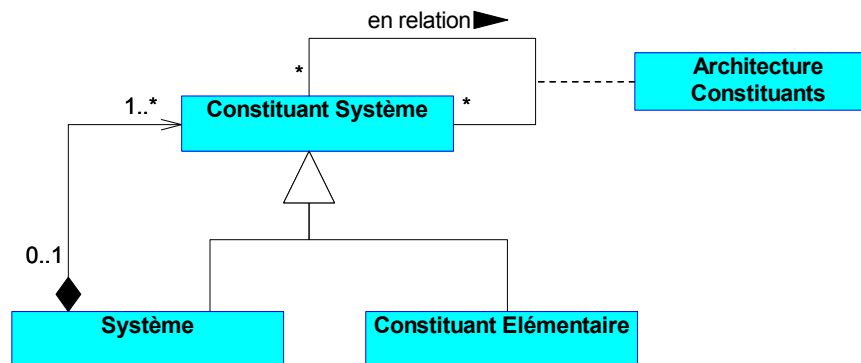 en relation
*
Architecture
Constituants
1..*
Constituant Système
*
0..1
Système
Constituant Elémentaire